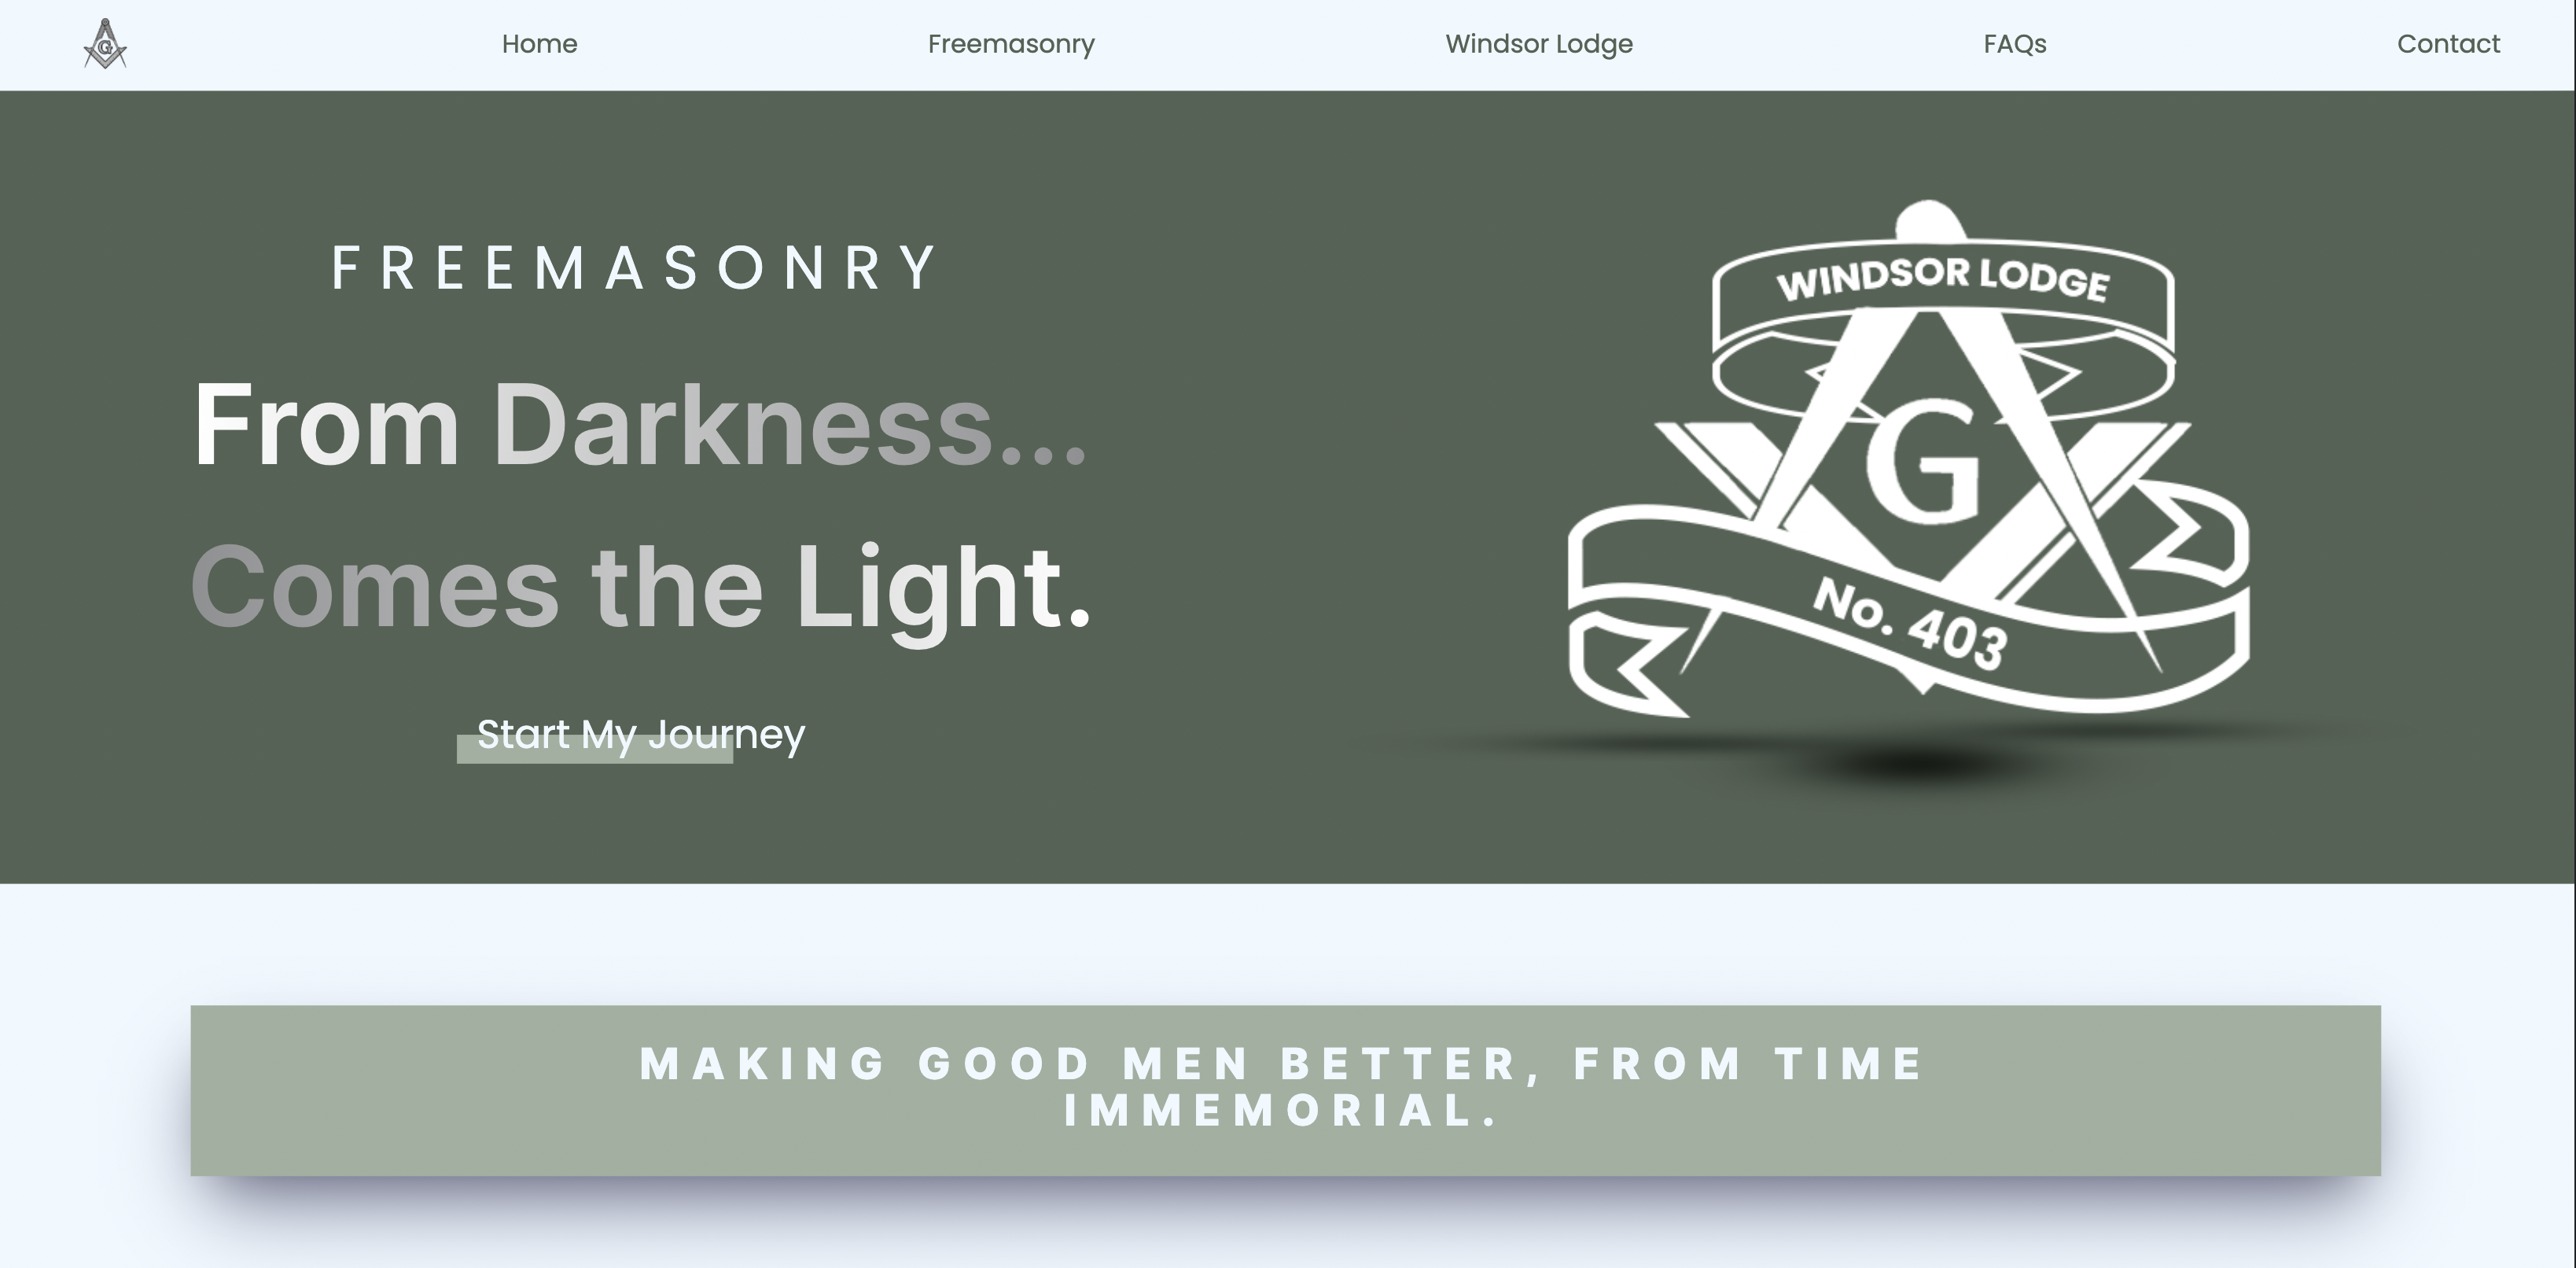 G
Home
Freemasonry
Windsor Lodge
FAQs
Contact
FREEMASONRY
From Darkness...
Comes the Light.
Start My Journey
WINDSOR LODGE
G
No. 403
MAKING GOOD MEN BETTER, FROM TIME
IMMEMORIAL.